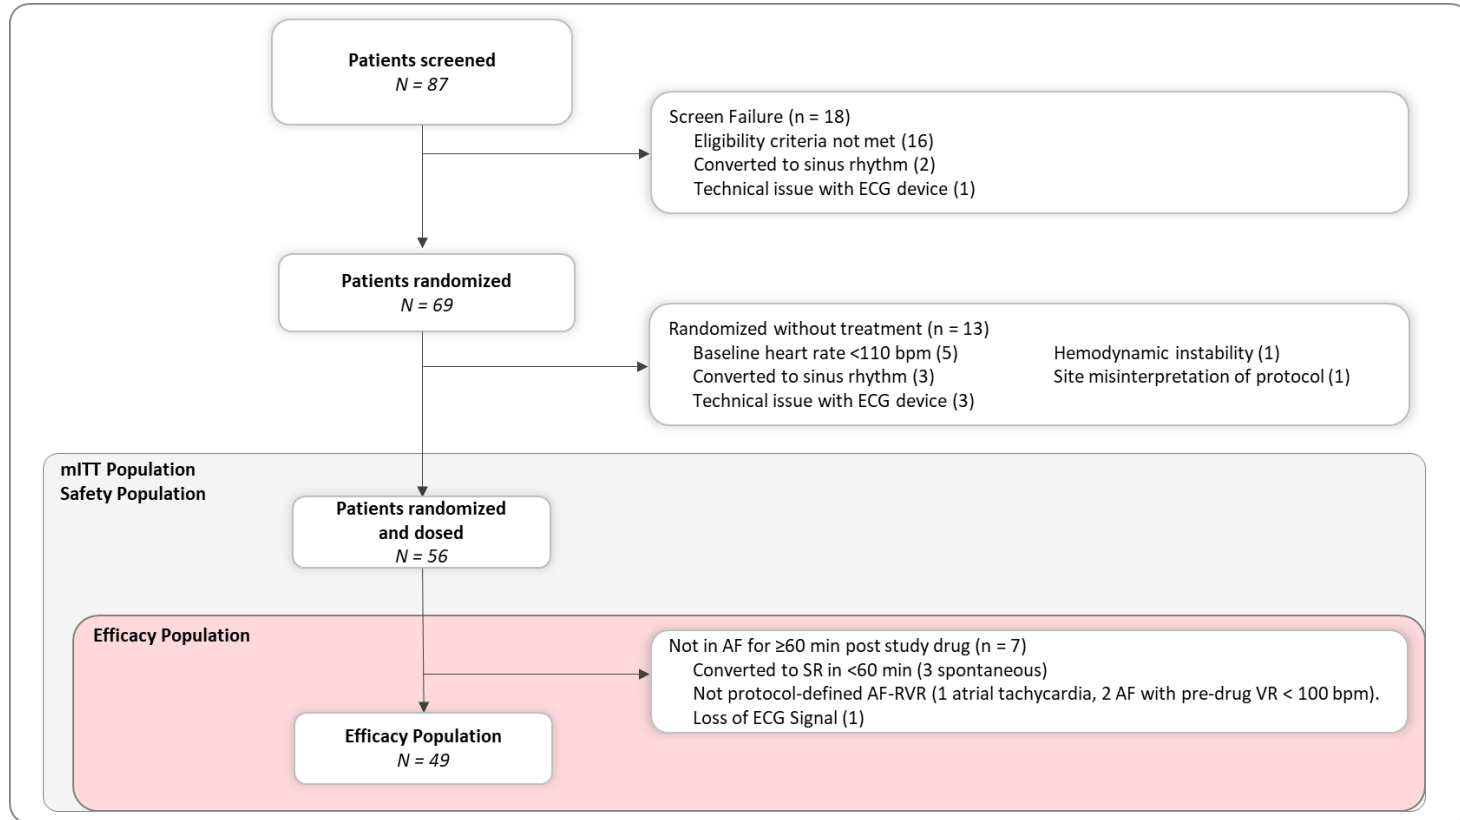 Patients screened
N = 87
Screen Failure (n = 18)
Eligibility criteria not met (16)
Converted to sinus rhythm (2)
Technical issue with ECG device (1)
Patients randomized
N = 69
Randomized without treatment (n = 13)
Baseline heart rate <110 bpm (5)
Converted to sinus rhythm (3)
Technical issue with ECG device (3)
Hemodynamic instability (1)
Site misinterpretation of protocol (1)
mITT Population
Safety Population
Patients randomized
and dosed
N = 56
Efficacy Population
Not in AF for ≥60 min post study drug (n = 7)
Converted to SR in <60 min (3 spontaneous)
Not protocol-defined AF-RVR (1 atrial tachycardia, 2 AF with pre-drug VR < 100 bpm).
Loss of ECG Signal (1)
Efficacy Population
N = 49